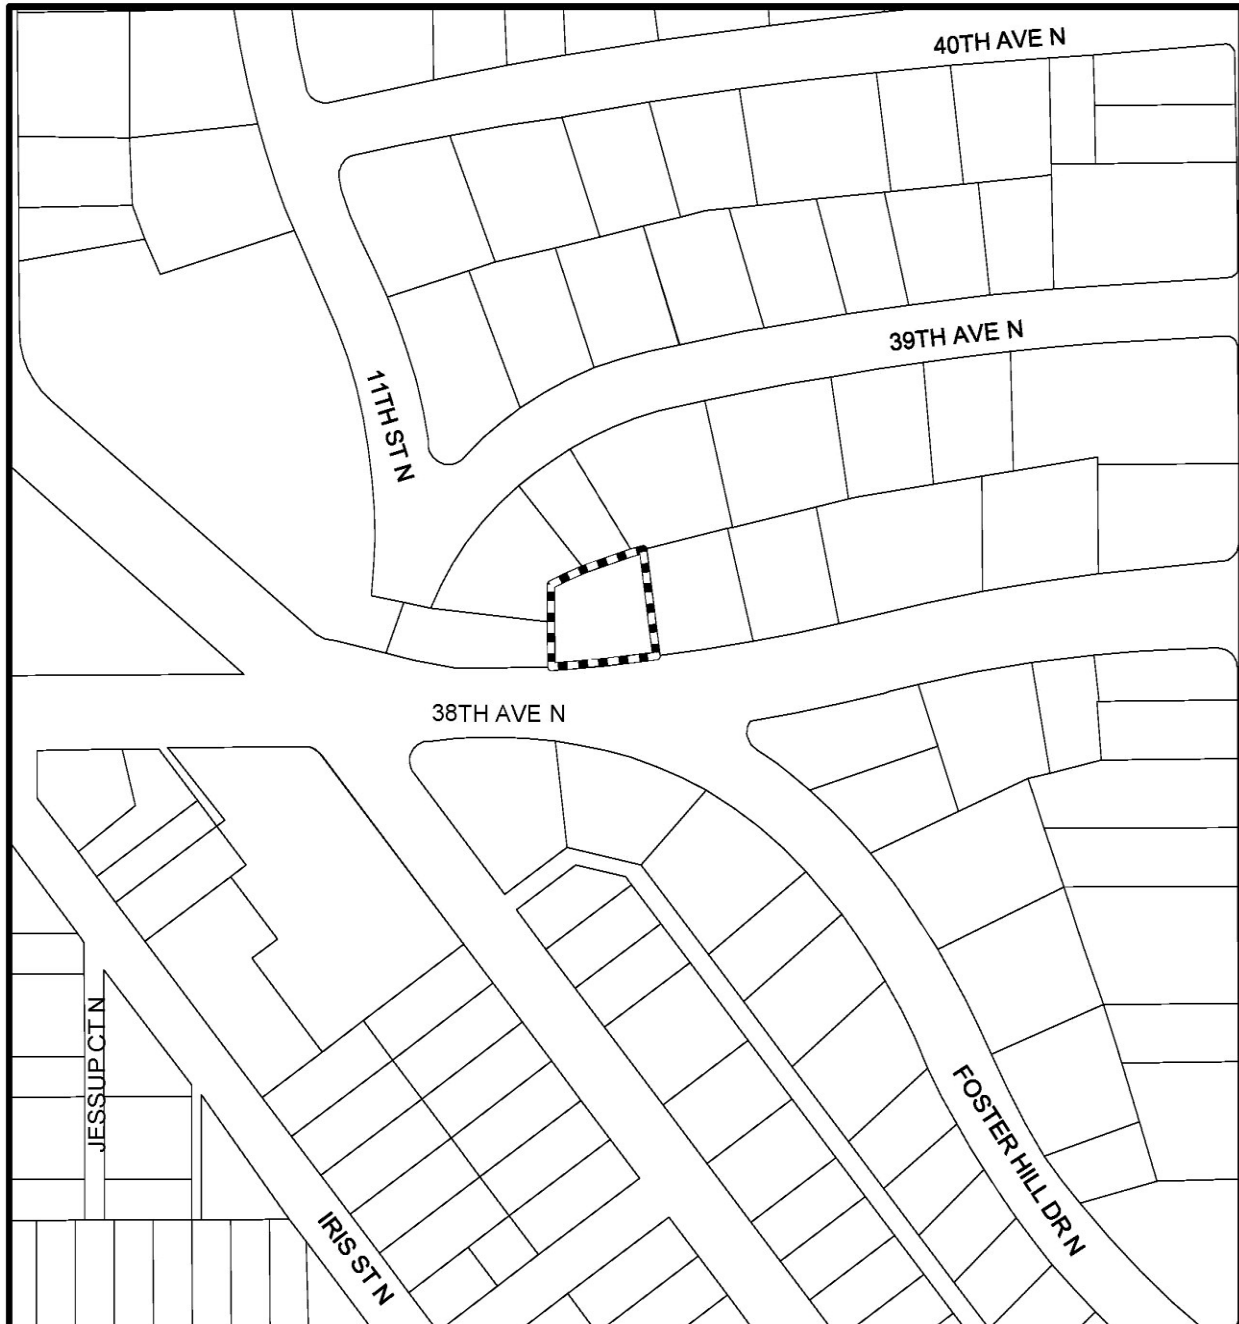 40TH AVE N
39TH AVE N
11TH ST N
38TH AVE N
JESSUP CT N
FOSTER HILL DR N
IRIS ST N